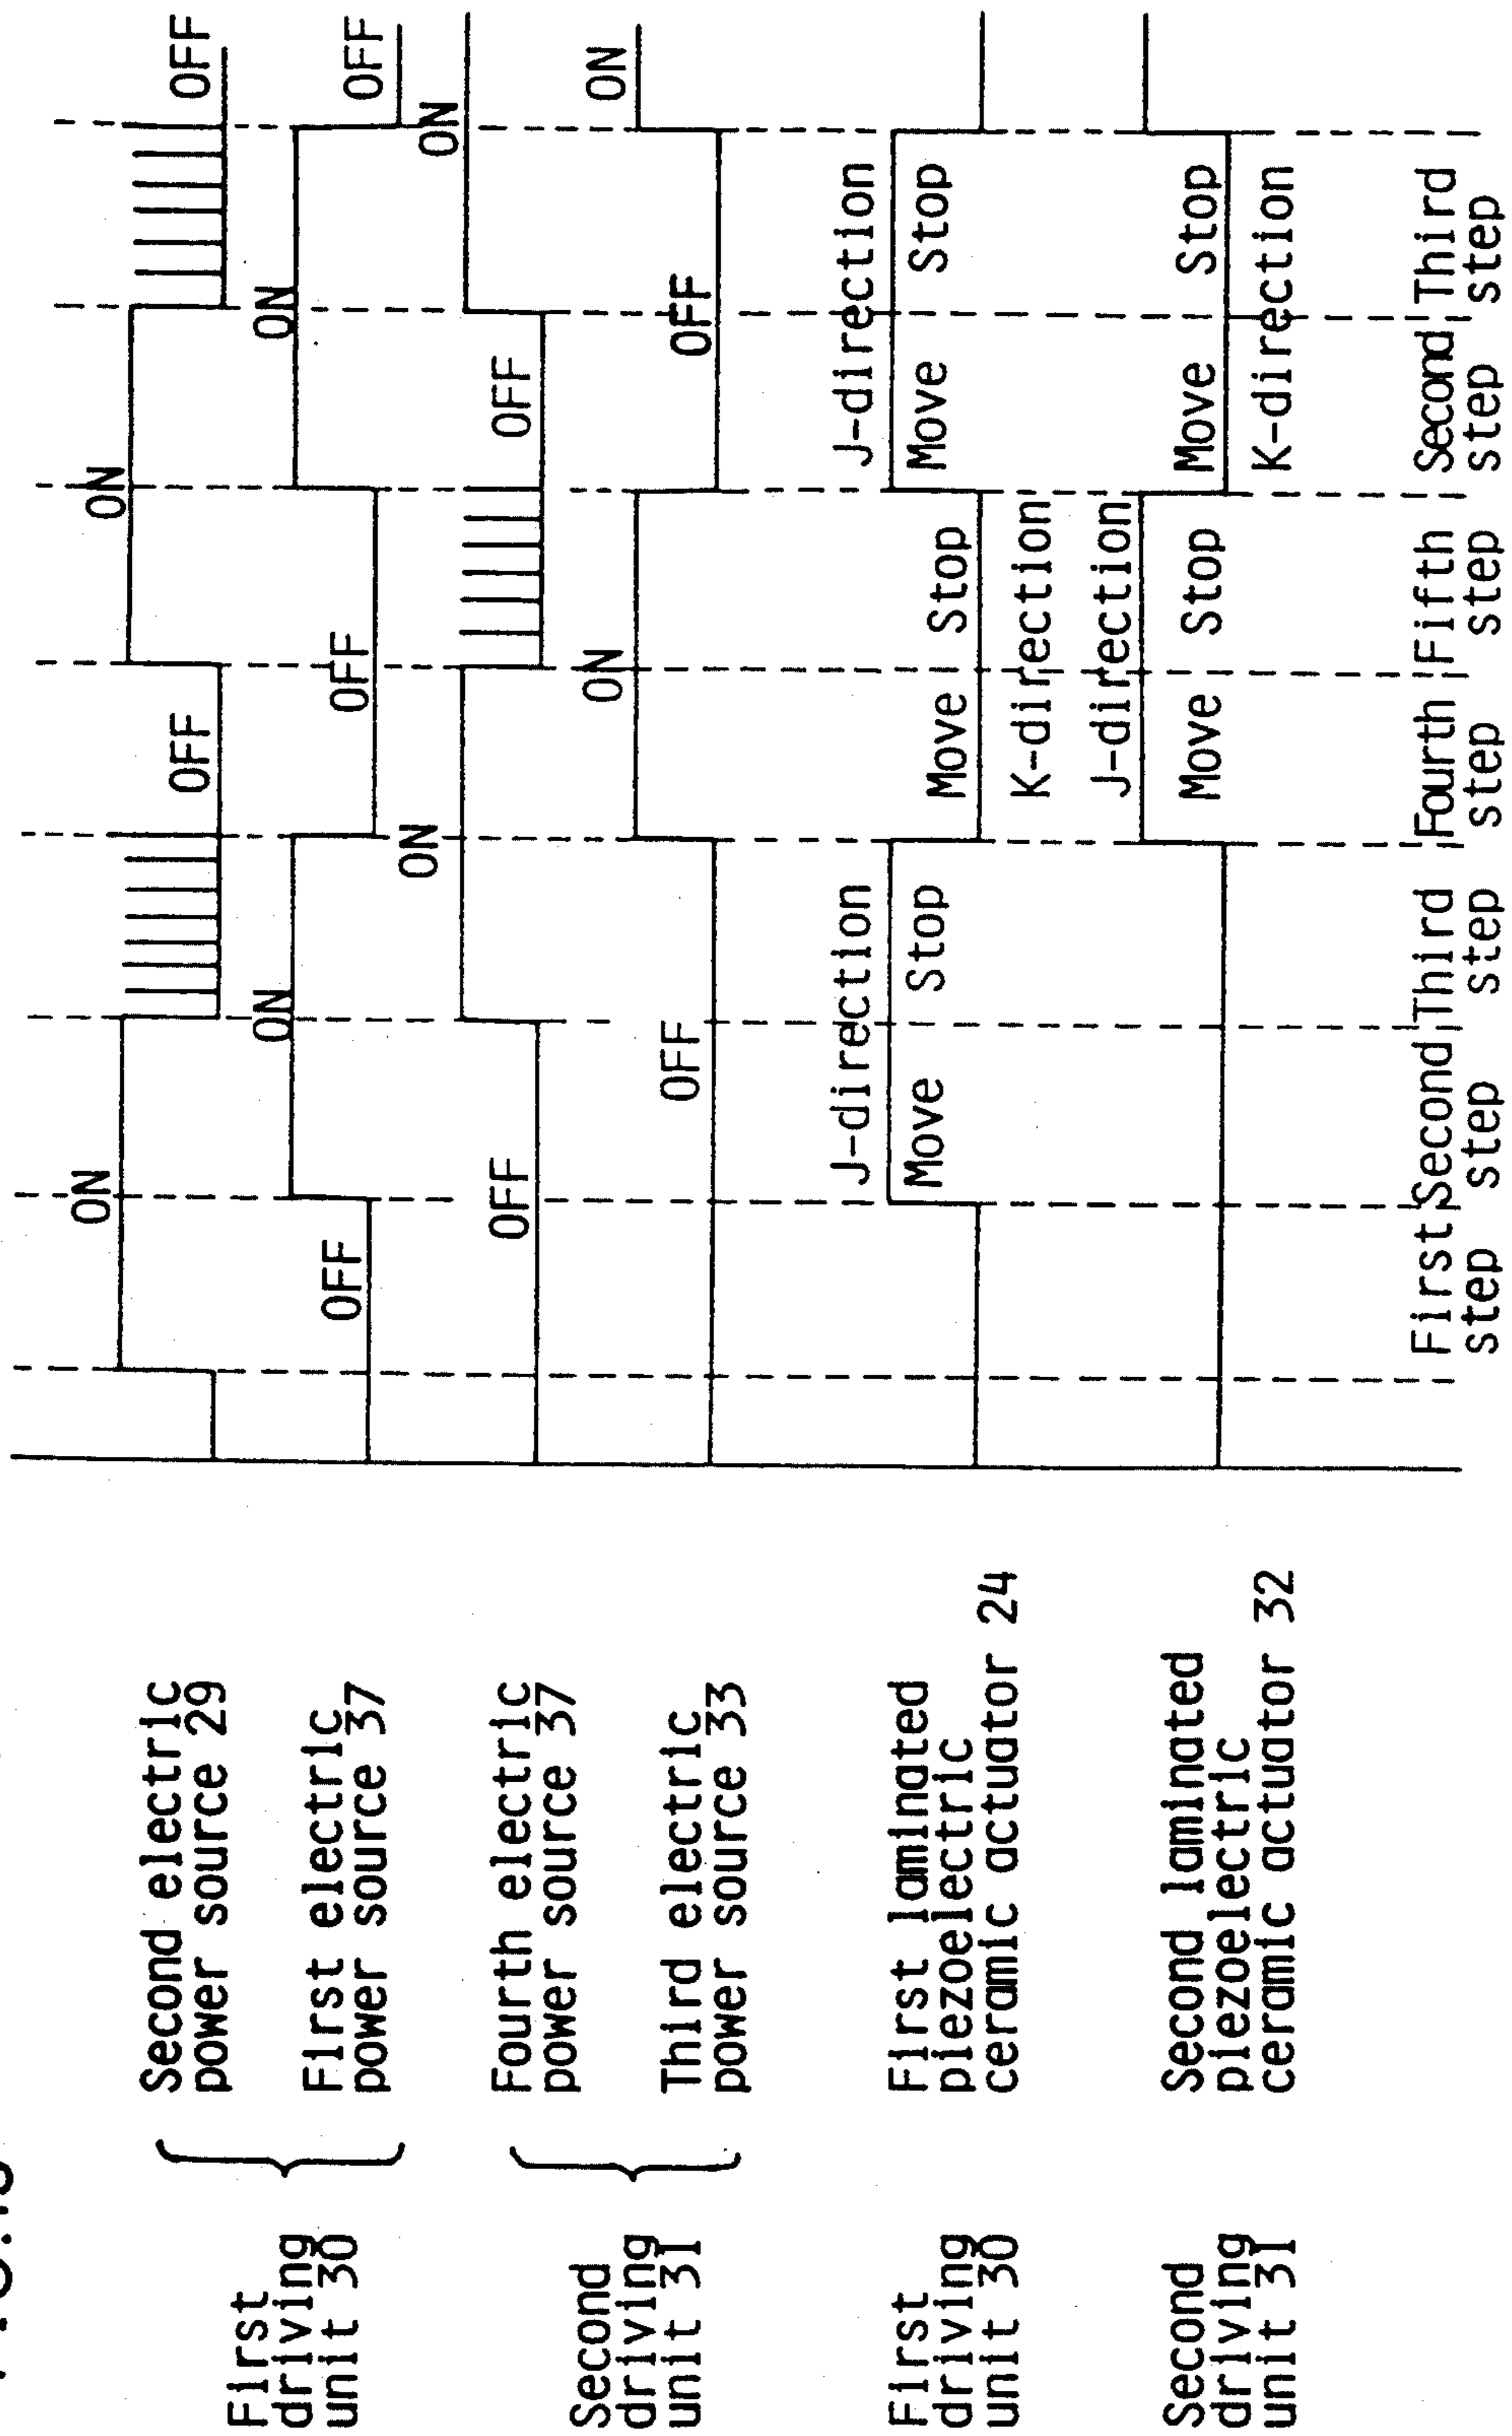 First
driving
unit 30
Second electric
power source 29
First electric
power source 37
Second
driving
unit 31
Fourth electric
power source 37
Third electric
power source 33
First
driving
unit 30
First laminated
piezoelectric
ceramic actuator 24
Second
driving
unit 31
Second laminated
piezoelectric
ceramic actuator 32
ON
OFF
ON
OFF
OFF
ON
OFF
ON
OFF
OFF
ON
OFF
ON
OFF
ON
OFF
ON
OFF
ON
J-direction
Move Stop
Move Stop
K-direction
J-direction
Move Stop
J-direction
Move Stop
Move Stop
K-direction
First step
Second step
Third step
Fourth step
Fifth step
Second step
Third step